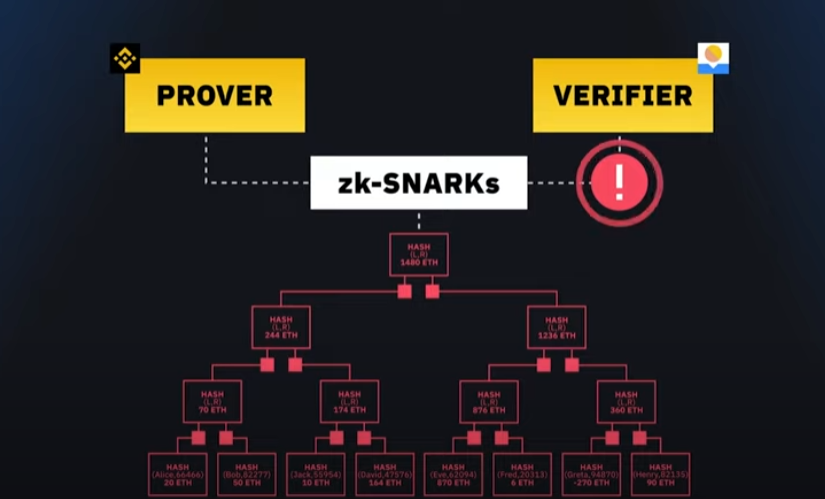 PROVER
VERIFIER
zk-SNARKs
!
HASH
(L,R)
1480 ETH
HASH
(L,R)
244 ETH
HASH
(L,R)
1236 ETH
HASH
(L,R)
70 ETH
HASH
(L,R)
174 ETH
HASH
(L,R)
876 ETH
HASH
(L,R)
360 ETH
HASH
(Alice,66466)
20 ETH
HASH
(Bob,82277)
50 ETH
HASH
(Jack,55954)
10 ETH
HASH
(David,47576)
164 ETH
HASH
(Eve,62094)
870 ETH
HASH
(Fred,20313)
6 ETH
HASH
(Greta,94870)
-270 ETH
HASH
(Henry,82135)
90 ETH